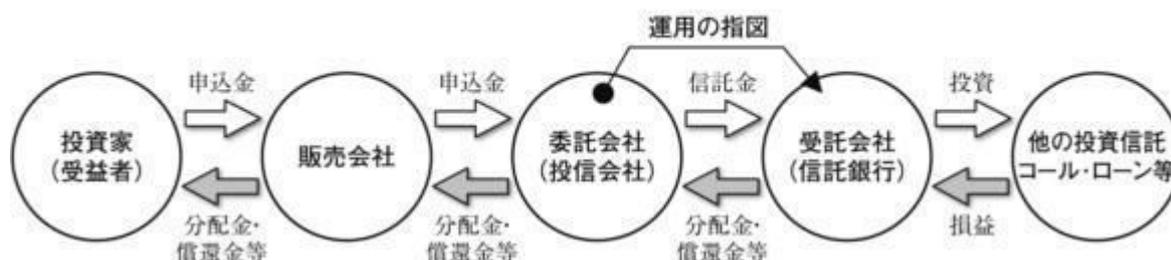 運用の指図
申込金
申込金
信託金
投資
投資家
(受益者)
販売会社
委託会社
(投信会社)
受託会社
(信託銀行)
他の投資信託
コール・ローン等
分配金・
償還金等
分配金・
償還金等
分配金・
償還金等
損益